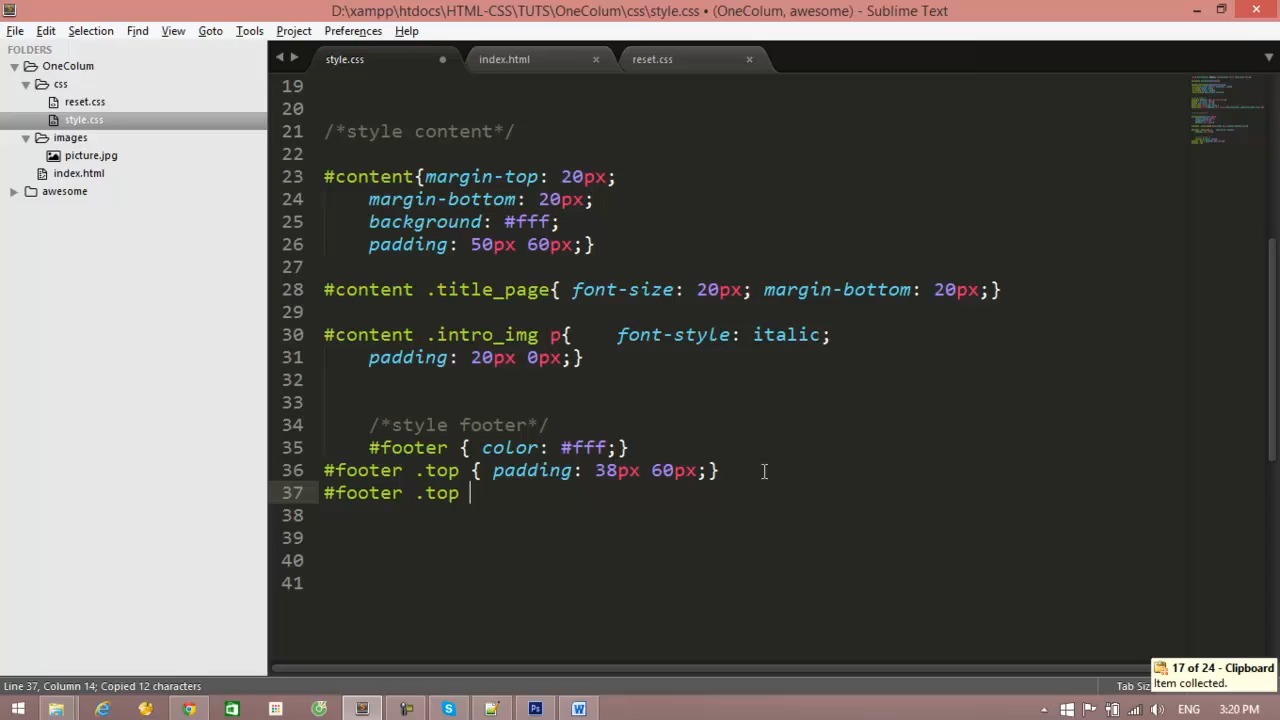 D:\xampp\htdocs\HTML-CSS\TUTS\OneColum\css\style.css • (OneColum, awesome) - Sublime Text
File Edit Selection Find View Goto Tools Project Preferences Help
FOLDERS
OneColum
css
reset.css
style.css
images
picture.jpg
index.html
awesome
style.css index.html reset.css
19
20
21 /*style content*/
22
23 #content{margin-top: 20px;
24 margin-bottom: 20px;
25 background: #fff;
26 padding: 50px 60px;}
27
28 #content .title_page{ font-size: 20px; margin-bottom: 20px;}
29
30 #content .intro_img p{ font-style: italic;
31 padding: 20px 0px;}
32
33
34 /*style footer*/
35 #footer { color: #fff;}
36 #footer .top { padding: 38px 60px;}
37 #footer .top
38
39
40
41
17 of 24 - Clipboard
Item collected.
Line 37, Column 14; Copied 12 characters
Tab Siz
ENG 3:20 PM